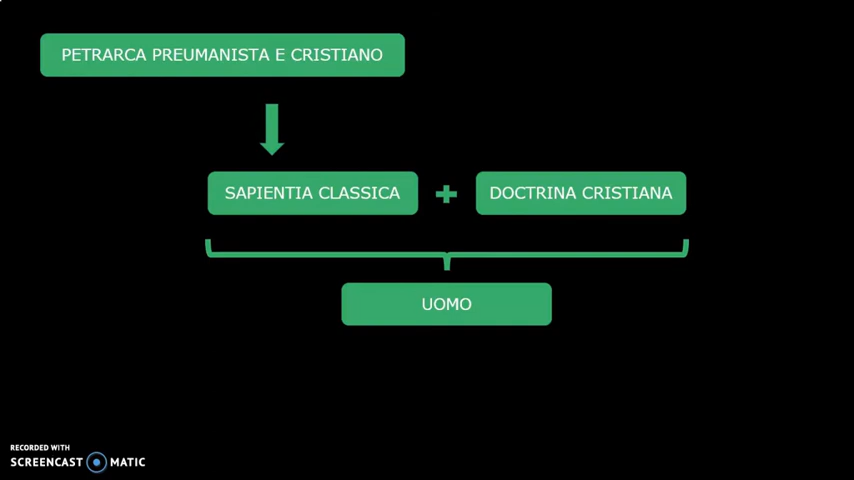 PETRARCA PREUMANISTA E CRISTIANO
SAPIENTIA CLASSICA
DOCTRINA CRISTIANA
UOMO
RECORDED WITH
SCREENCAST MATIC